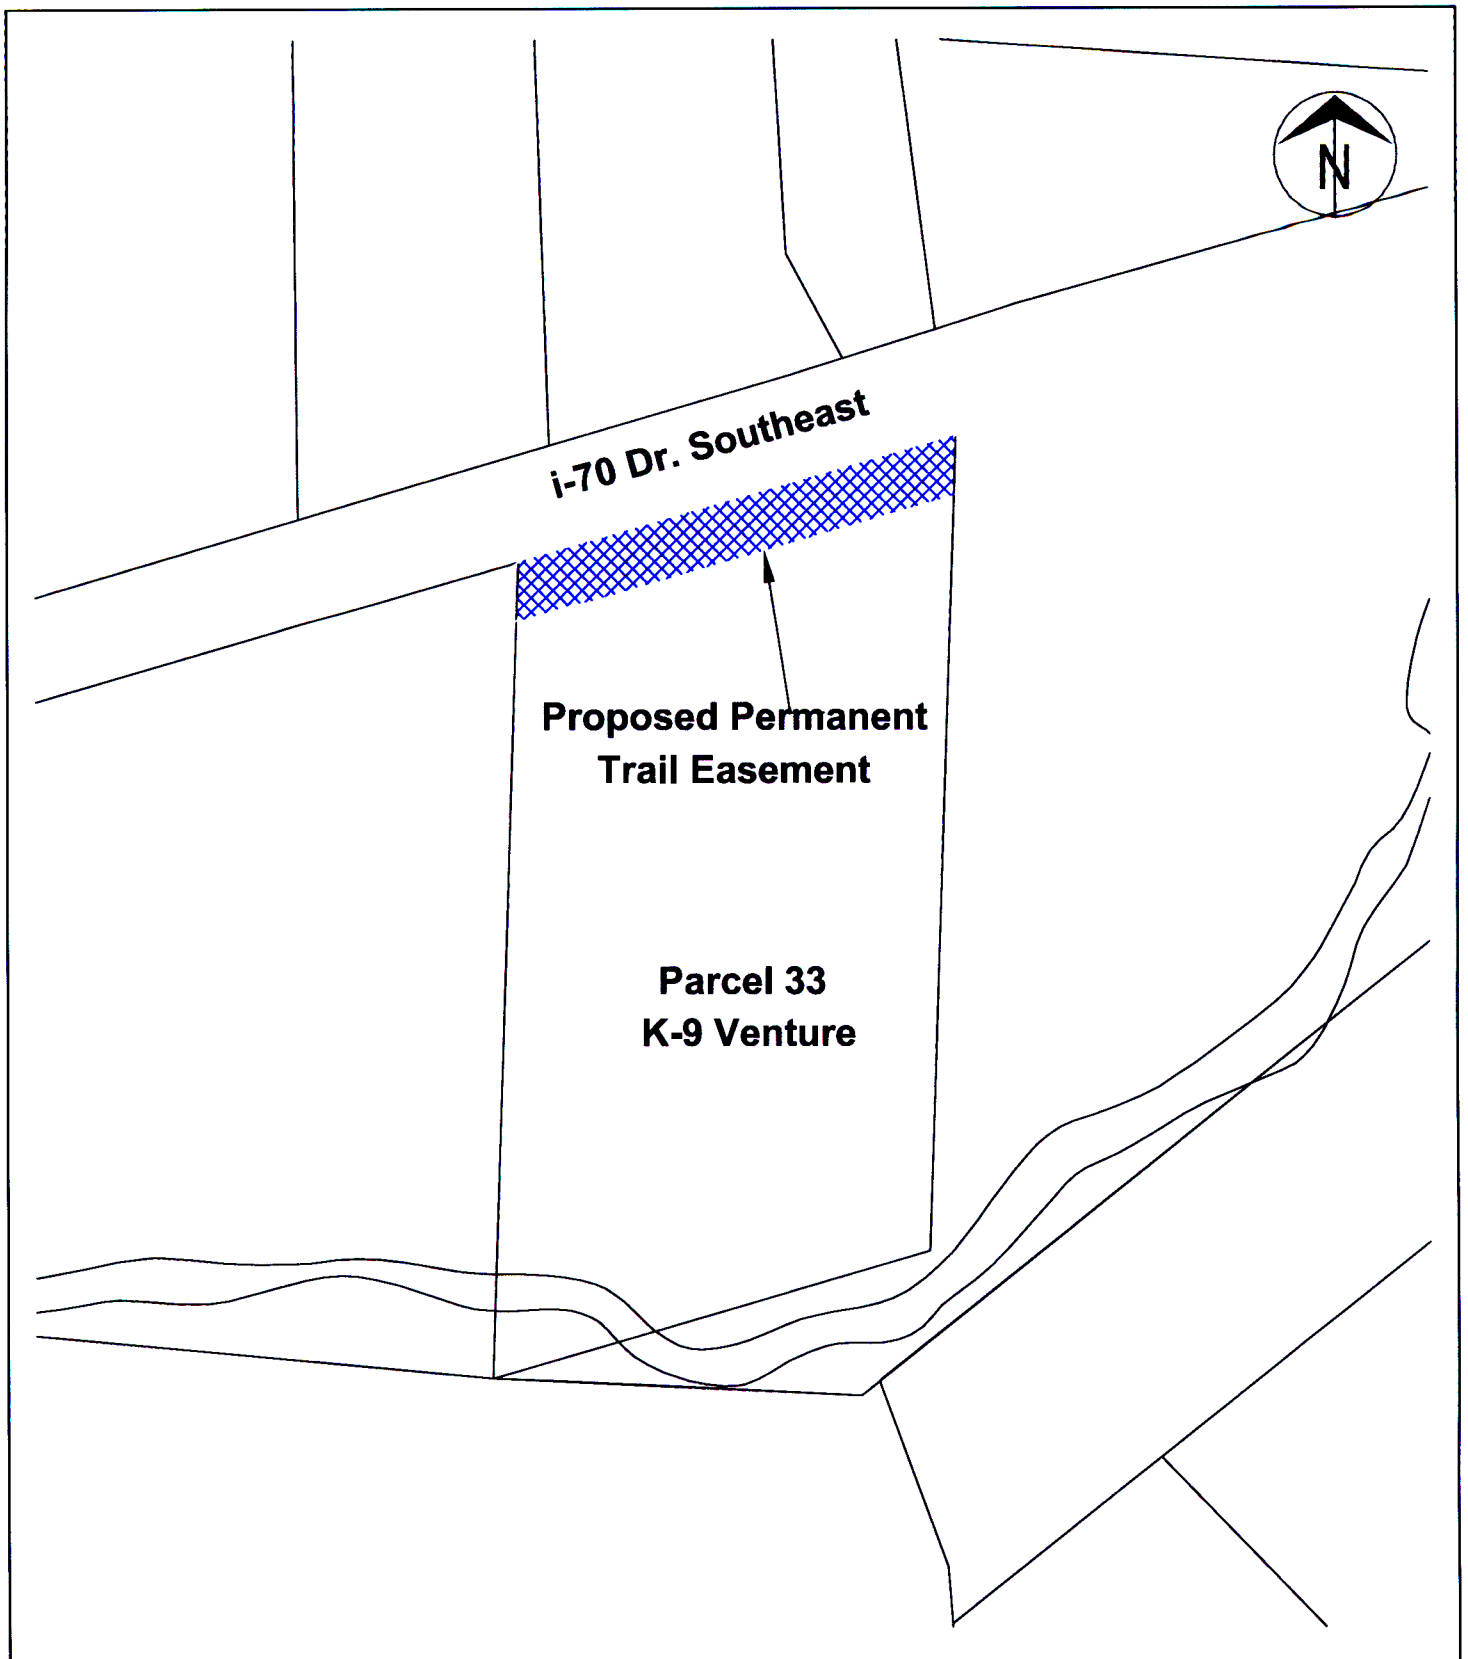 N
i-70 Dr. Southeast
Proposed Permanent
Trail Easement
Parcel 33
K-9 Venture